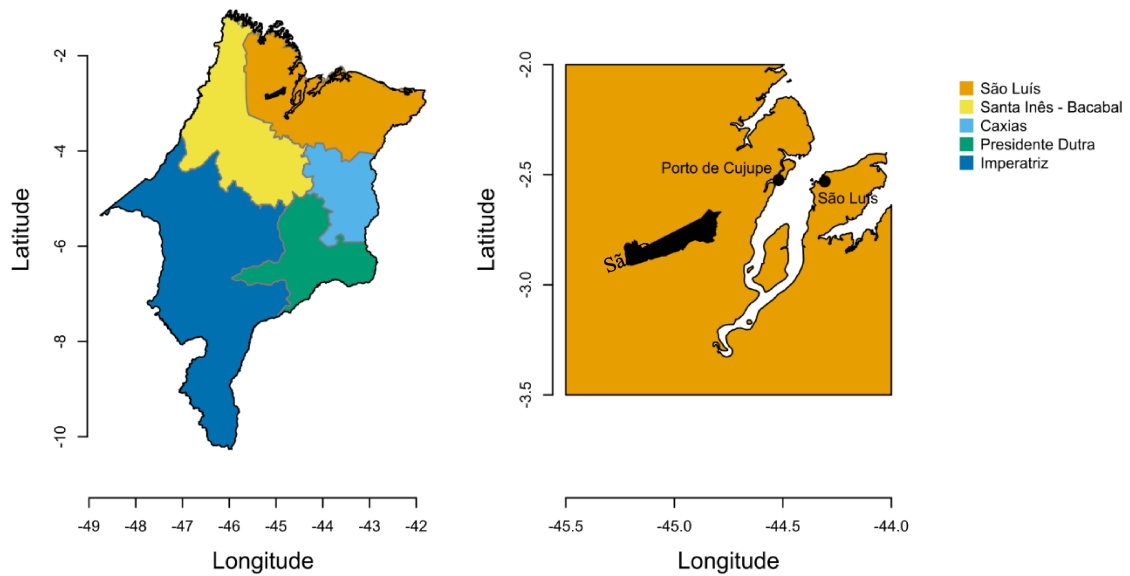 -2
-4
-6
-8
-10
Latitude
-49 -48 -47 -46 -45 -44 -43 -42
Longitude
-2.0
-2.5
-3.0
-3.5
Latitude
Porto de Cujupe
São Luís
Sã
-45.5 -45.0 -44.5 -44.0
Longitude
São Luís
Santa Inês - Bacabal
Caxias
Presidente Dutra
Imperatriz